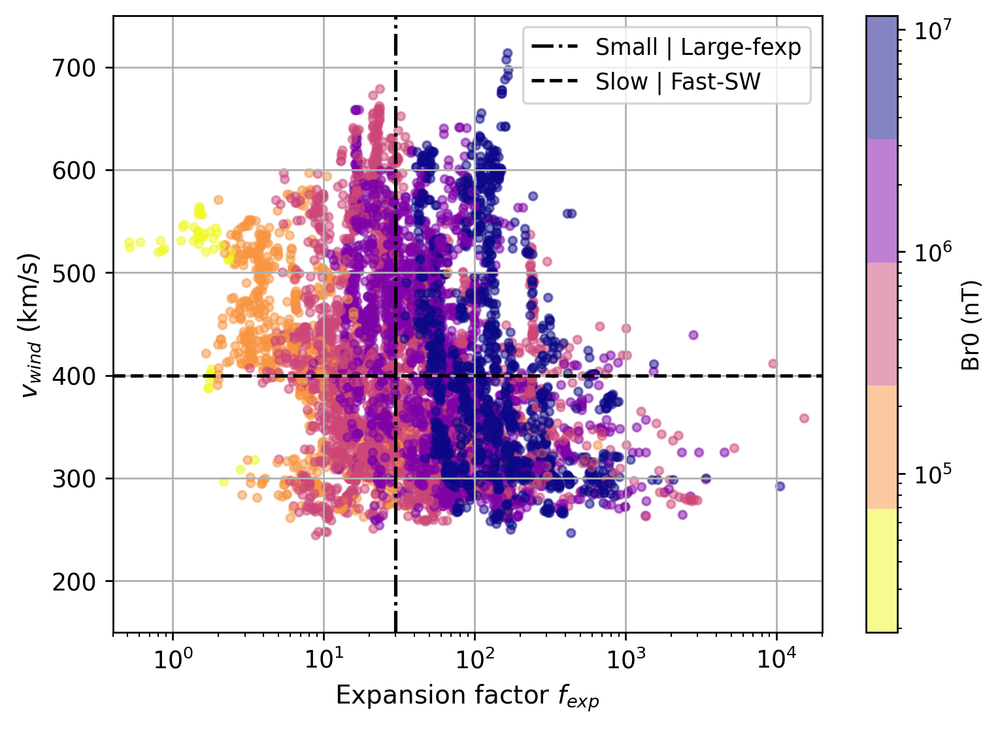 Small | Large-fexp
Slow | Fast-SW
700
600
500
400
300
200
v_wind (km/s)
10^0
10^1
10^2
10^3
10^4
Expansion factor f_exp
10^7
10^6
10^5
Br0 (nT)